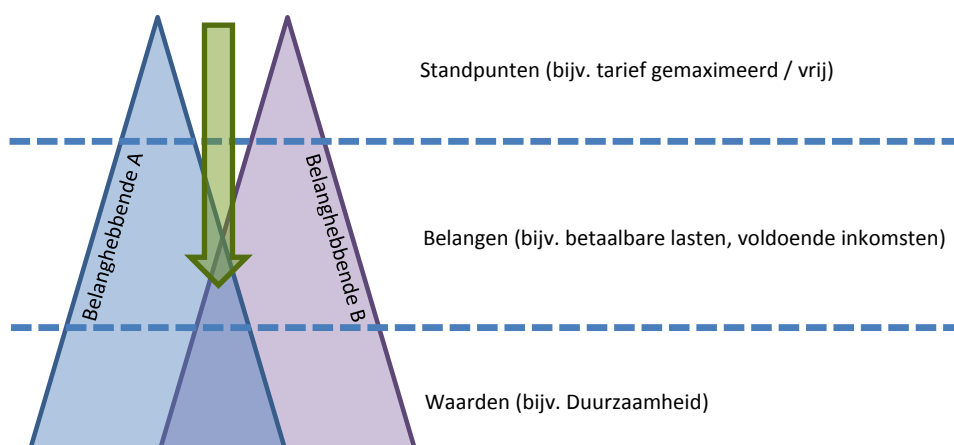 Standpunten (bijv. tarief gemaximeerd / vrij)
Belanghebbende A
Belanghebbende B
Belangen (bijv. betaalbare lasten, voldoende inkomsten)
Waarden (bijv. Duurzaamheid)